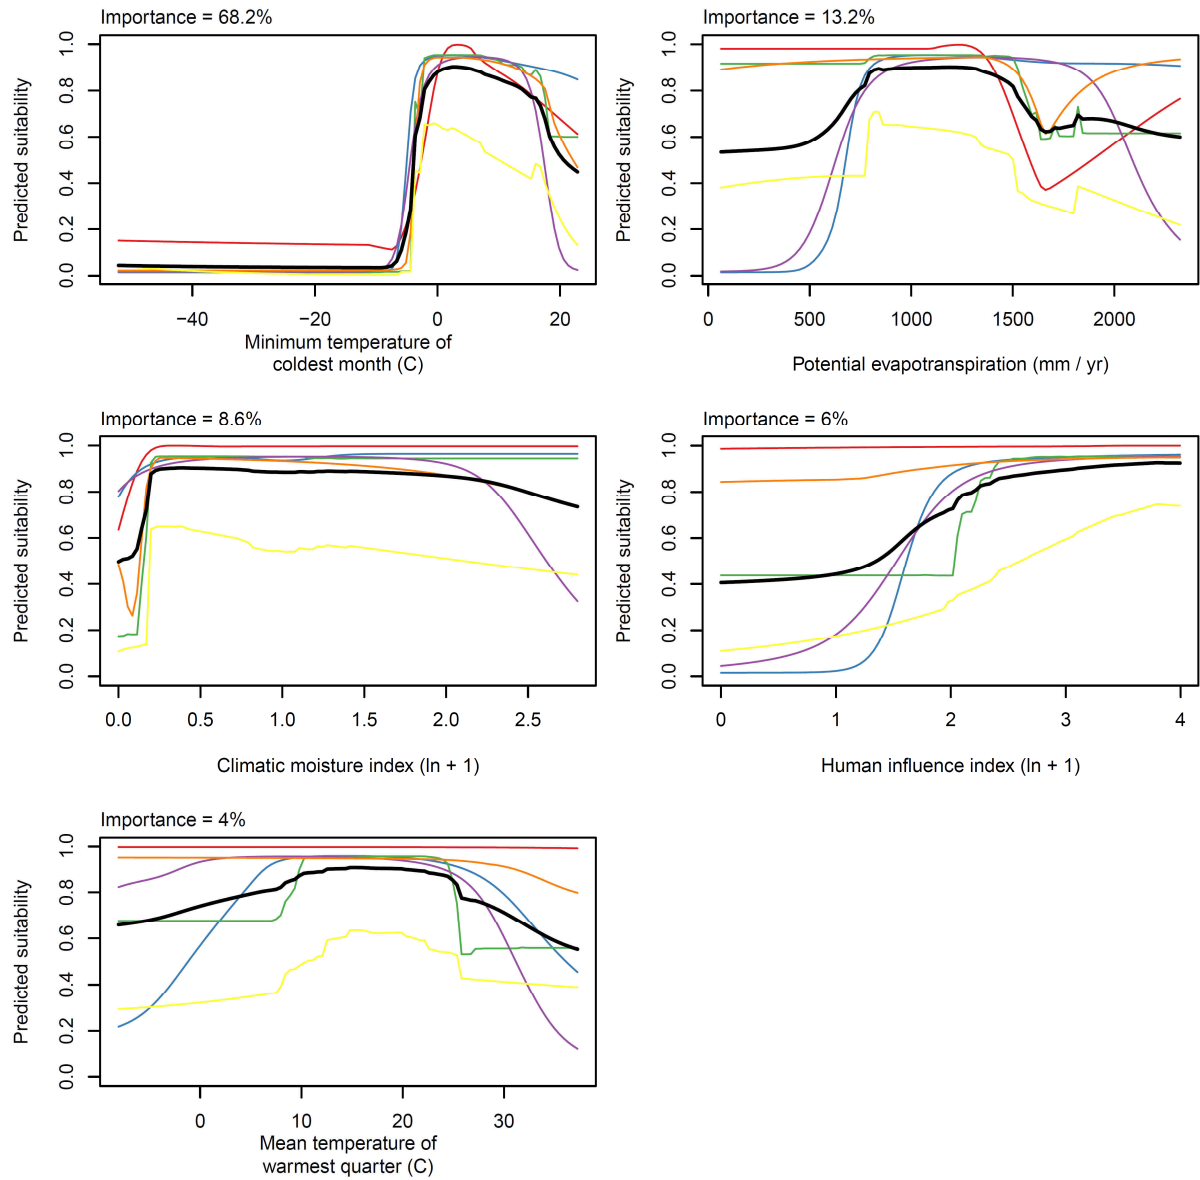 Importance = 68.2%
Predicted suitability
0.0 0.2 0.4 0.6 0.8 1.0
−40 −20 0 20
Minimum temperature of
coldest month (C)
Importance = 13.2%
Predicted suitability
0.0 0.2 0.4 0.6 0.8 1.0
0 500 1000 1500 2000
Potential evapotranspiration (mm / yr)
Importance = 8.6%
Predicted suitability
0.0 0.2 0.4 0.6 0.8 1.0
0.0 0.5 1.0 1.5 2.0 2.5
Climatic moisture index (ln + 1)
Importance = 6%
Predicted suitability
0.0 0.2 0.4 0.6 0.8 1.0
0 1 2 3 4
Human influence index (ln + 1)
Importance = 4%
Predicted suitability
0.0 0.2 0.4 0.6 0.8 1.0
0 10 20 30
Mean temperature of
warmest quarter (C)